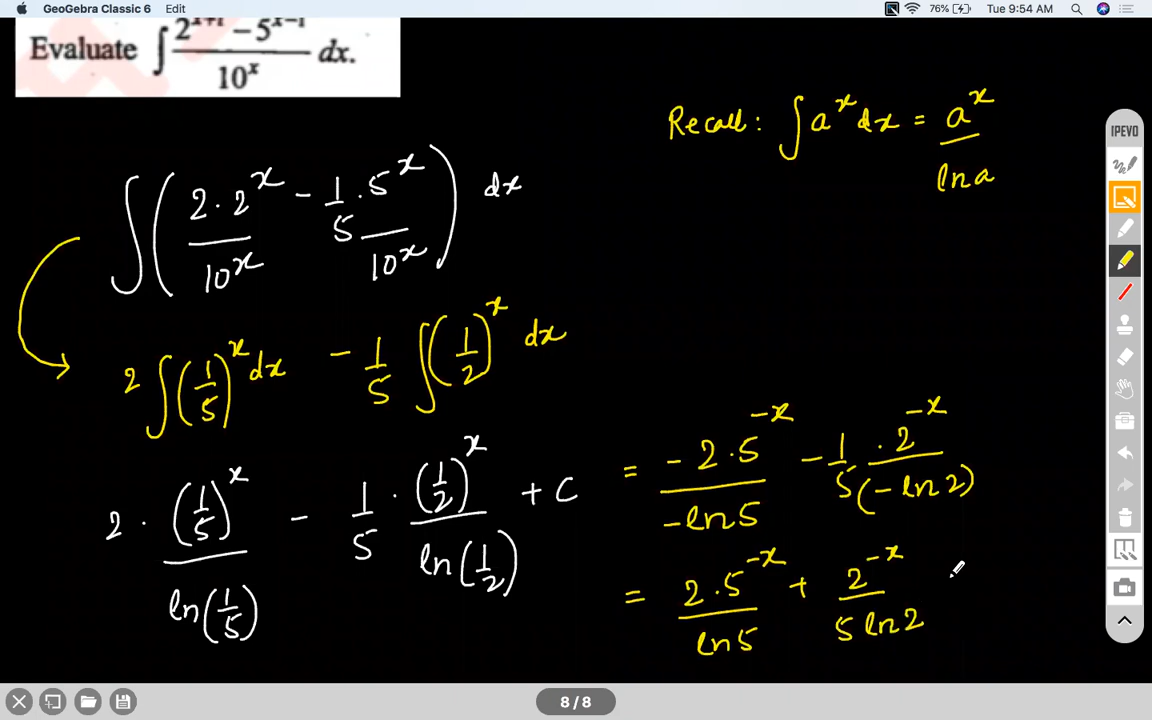 GeoGebra Classic 6 Edit 76% Tue 9:54 AM
Evaluate ∫ (2^(x+1) − 5^(x−1)) / 10^x dx.
Recall: ∫ a^x dx = a^x / ln a
∫ ( 2·2^x / 10^x − 1/5 · 5^x / 10^x ) dx
2 ∫ (1/5)^x dx − 1/5 ∫ (1/2)^x dx
2 · (1/5)^x / ln(1/5) − 1/5 · (1/2)^x / ln(1/2) + C
= −2·5^(−x) / −ln5 − 1/5 · 2^(−x) / (−ln2)
= 2·5^(−x) / ln5 + 2^(−x) / 5 ln2
IPEVO
8 / 8